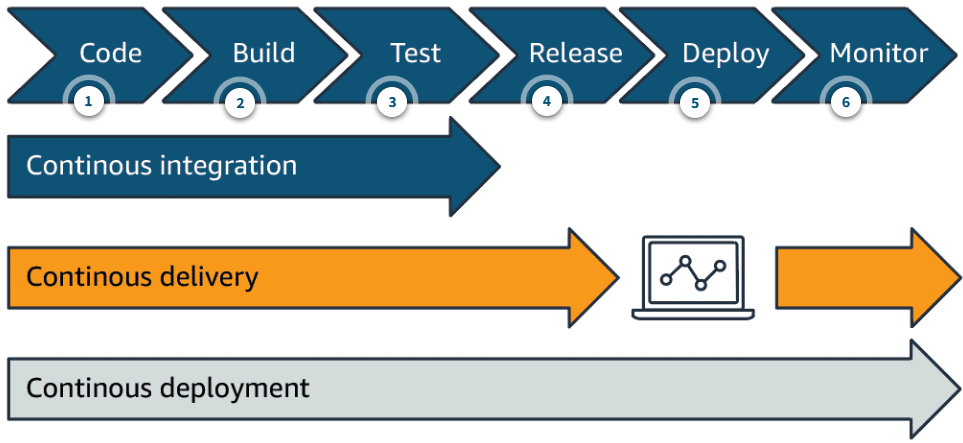 Code
Build
Test
Release
Deploy
Monitor
1
2
3
4
5
6
Continous integration
Continous delivery
Continous deployment